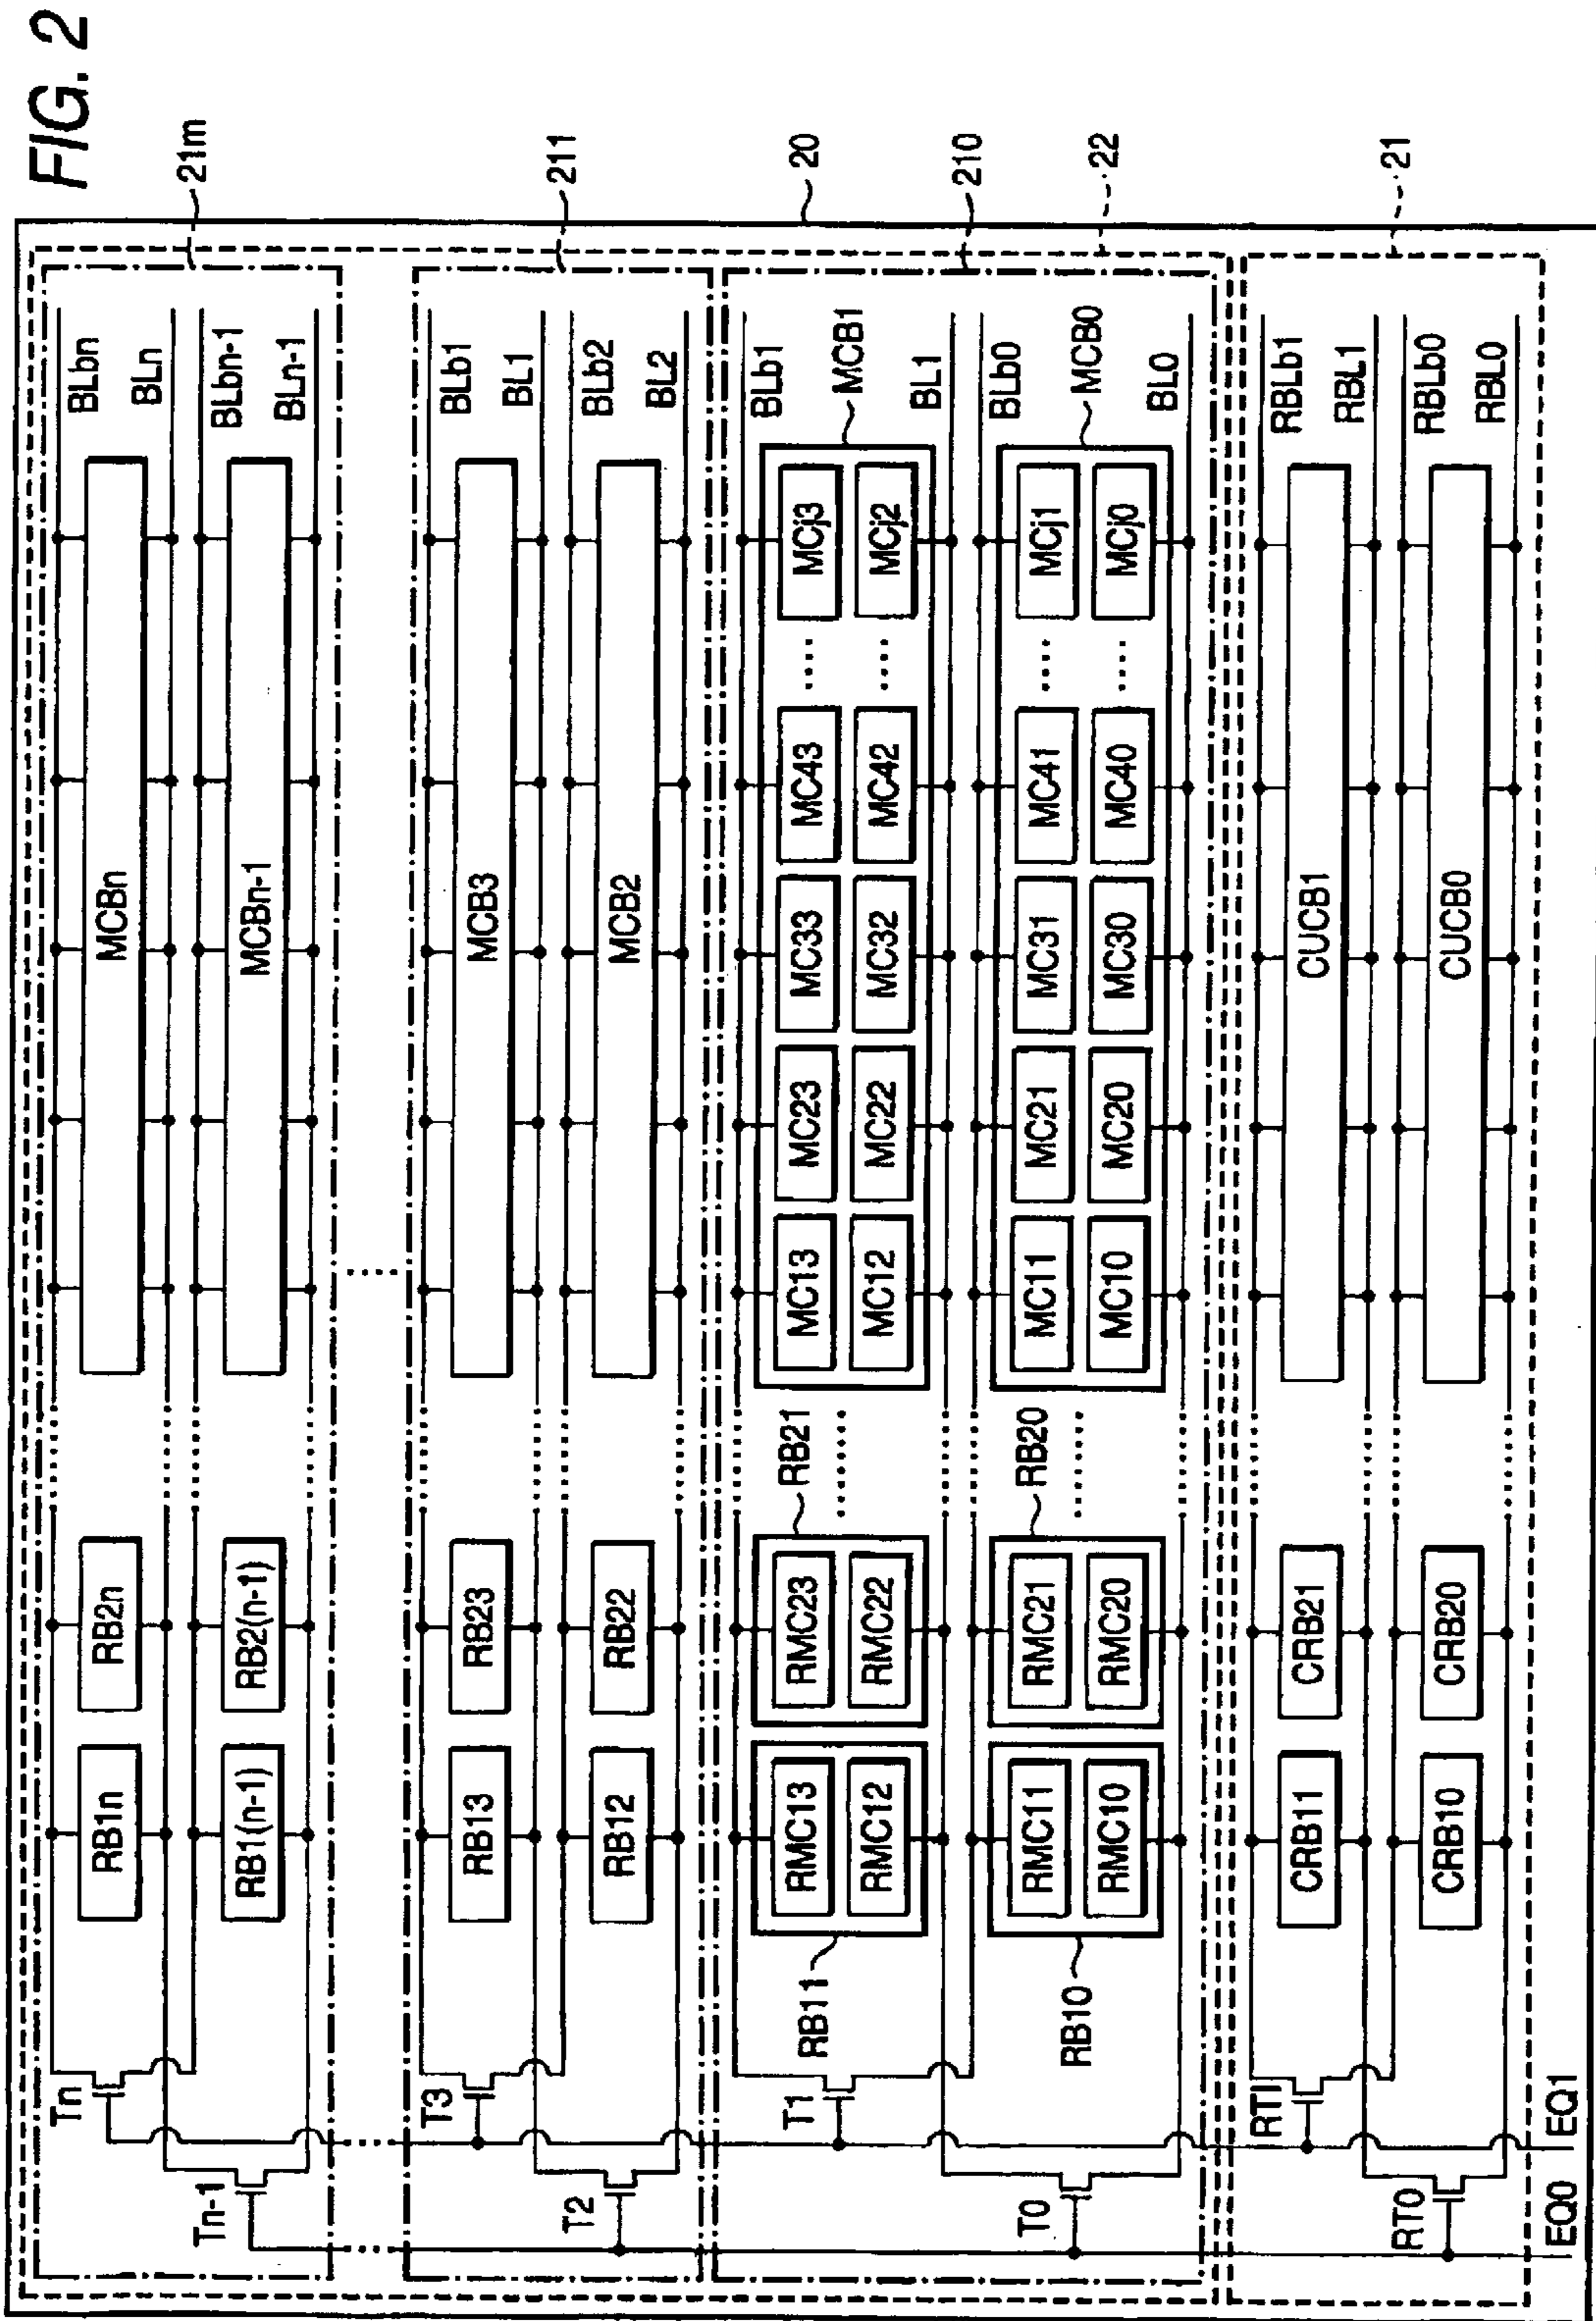 FIG. 2
21m
211
20
210
22
21
BLbn
BLn
BLbn-1
BLn-1
BLb1
BL1
BLb2
BL2
BLb1
MCB1
BL1
BLb0
MCB0
BL0
RBLb1
RBL1
RBLb0
RBL0
MCBn
MCBn-1
MCB3
MCB2
MCj3
MCj2
MCj1
MCj0
MC43
MC42
MC41
MC40
MC33
MC32
MC31
MC30
MC23
MC22
MC21
MC20
MC13
MC12
MC11
MC10
CUCB1
CUCB0
RB21
RB20
RB2n
RB2(n-1)
RB23
RB22
RMC23
RMC22
RMC21
RMC20
CRB21
CRB20
RB1n
RB1(n-1)
RB13
RB12
RMC13
RMC12
RMC11
RMC10
CRB11
CRB10
RB11
RB10
Tn
T3
T1
RTI
EQ1
Tn-1
T2
T0
RT0
EQ0